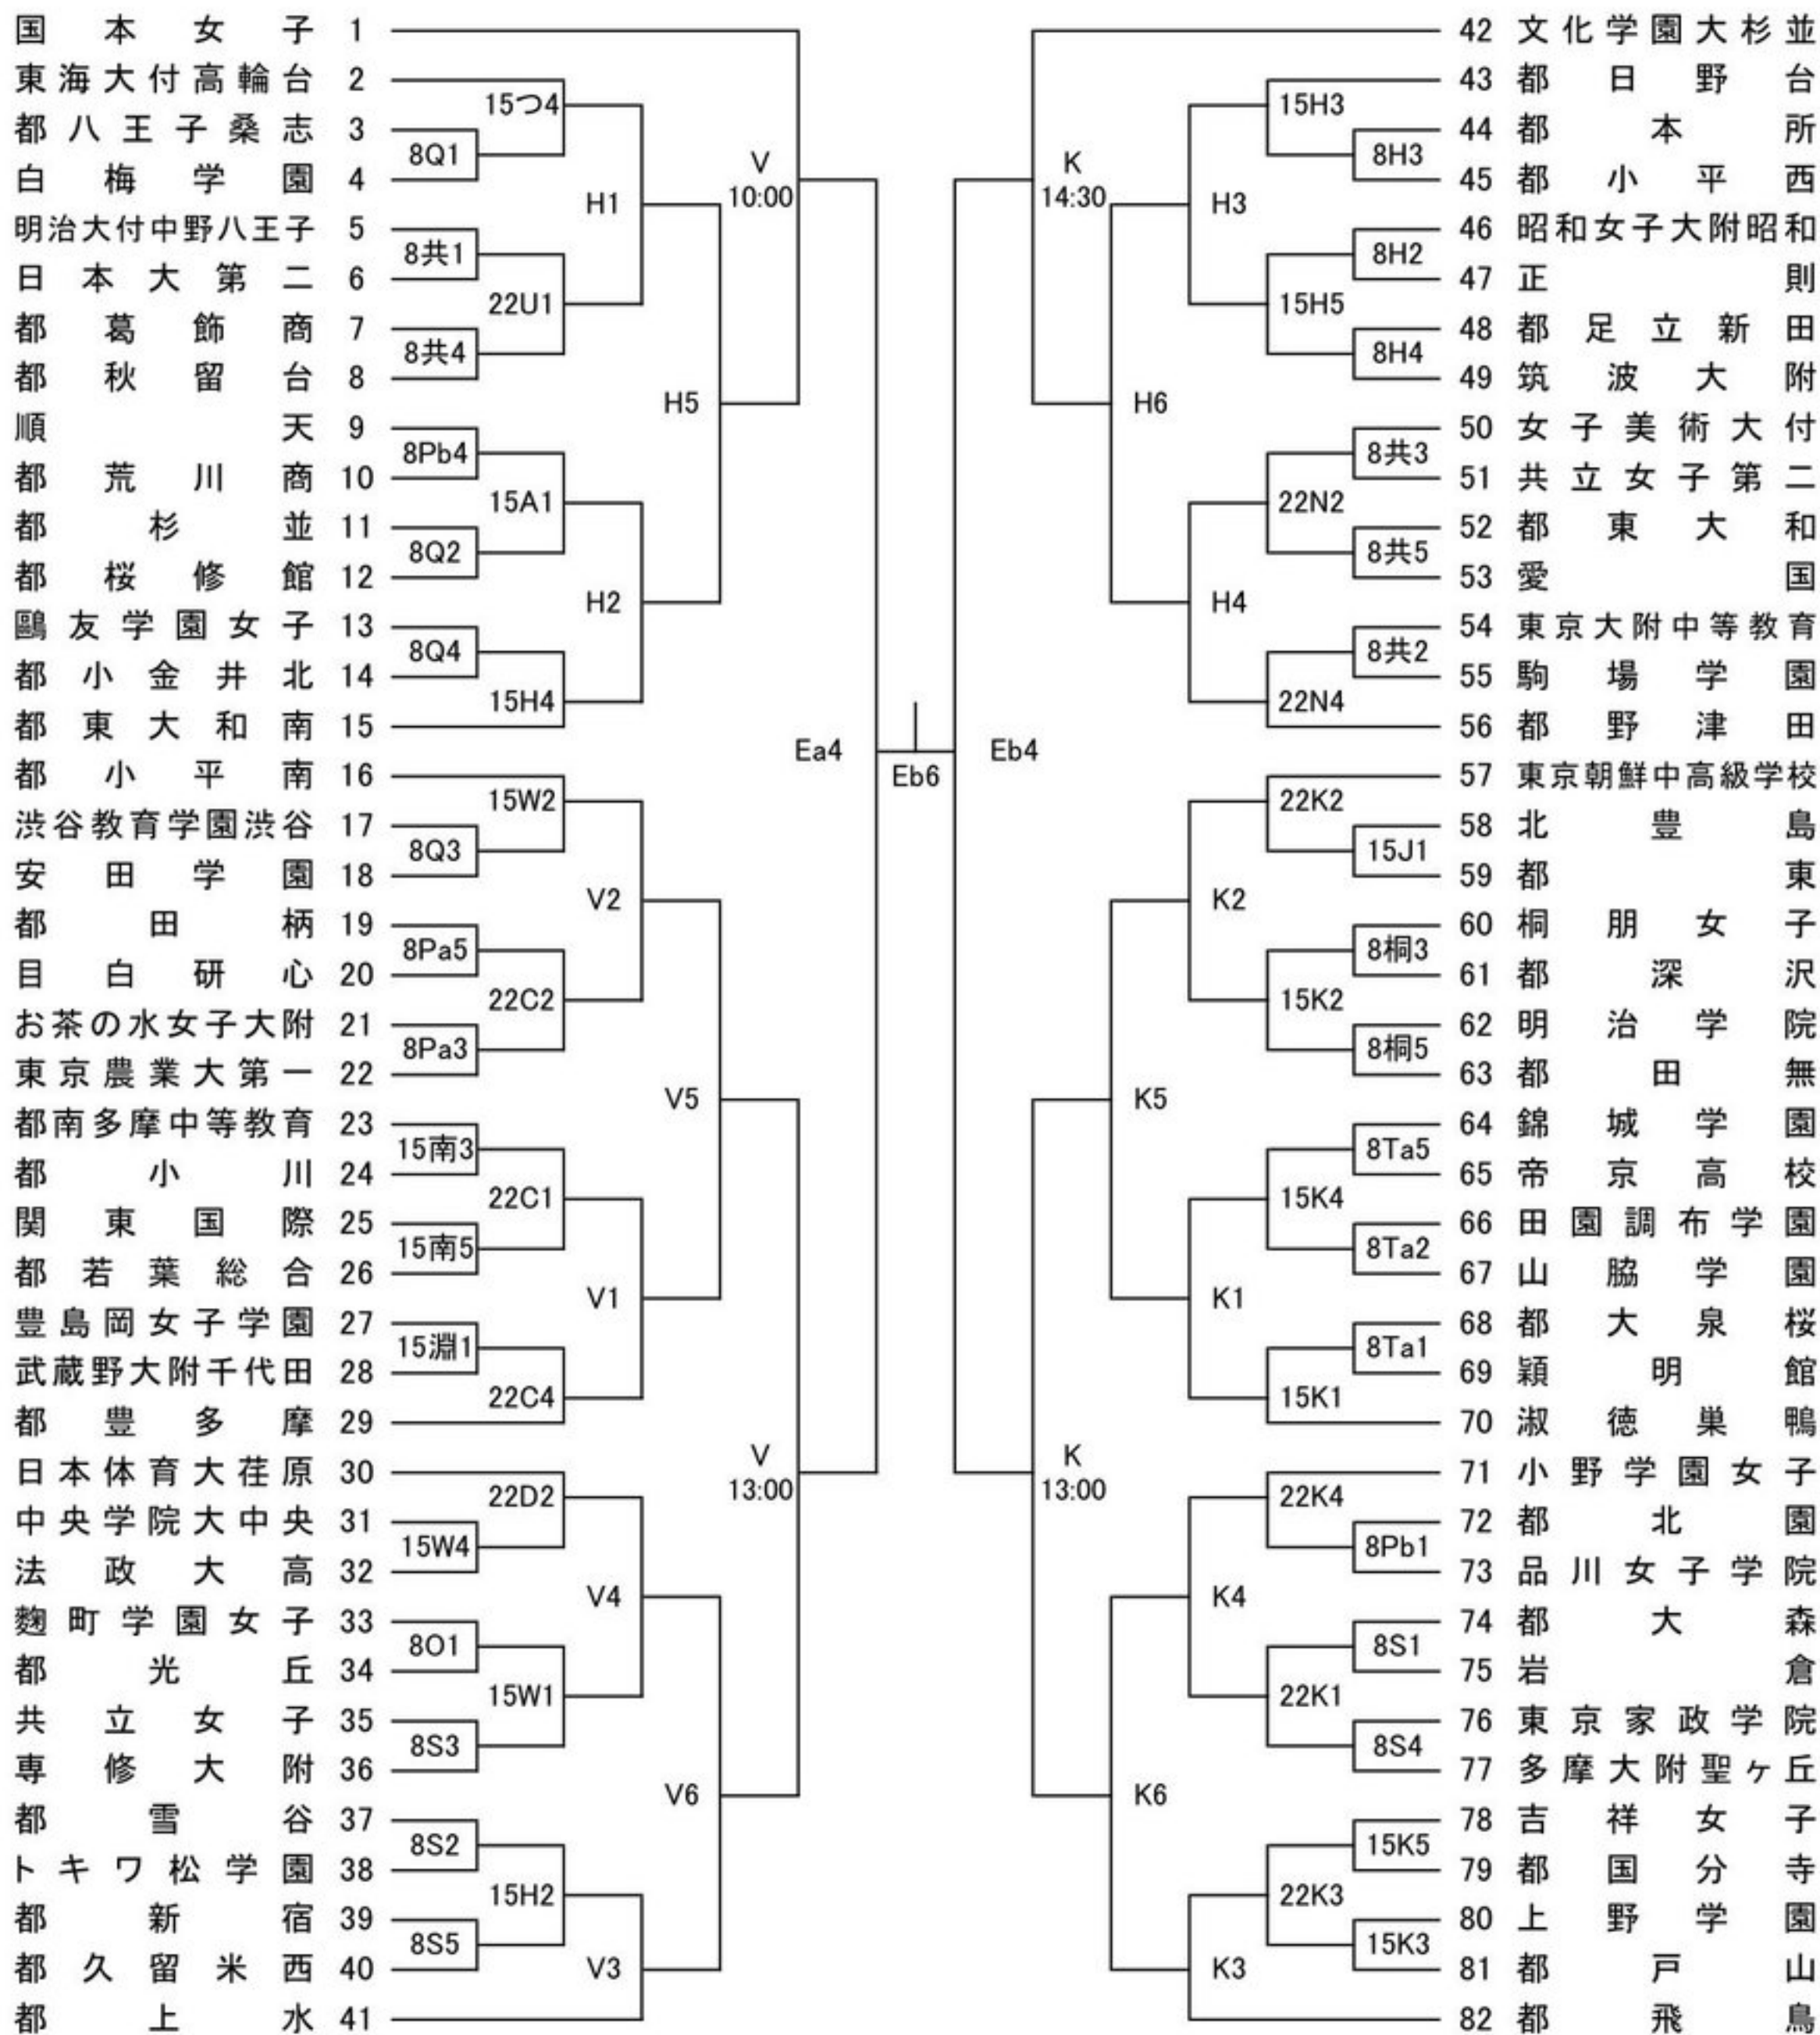 国本女子 1
東海大付高輪台 2
都八王子桑志 3
白梅学園 4
明治大付中野八王子 5
日本大第二 6
都葛飾商 7
都秋留台 8
順天 9
都荒川商 10
都杉並 11
都桜修館 12
鷗友学園女子 13
都小金井北 14
都東大和南 15
都小平南 16
渋谷教育学園渋谷 17
安田学園 18
都田柄 19
目白研心 20
お茶の水女子大附 21
東京農業大第一 22
都南多摩中等教育 23
都小川 24
関東国際 25
都若葉総合 26
豊島岡女子学園 27
武蔵野大附千代田 28
都豊多摩 29
日本体育大荏原 30
中央学院大中央 31
法政大高 32
麴町学園女子 33
都光丘 34
共立女子 35
専修大附 36
都雪谷 37
トキワ松学園 38
都新宿 39
都久留米西 40
都上水 41
8Q1
8共1
8共4
8Pb4
8Q2
8Q4
8Q3
8Pa5
8Pa3
15南3
15南5
15淵1
15W4
8O1
8S3
8S2
8S5
15つ4
22U1
15A1
15H4
15W2
22C2
22C1
22C4
22D2
15W1
15H2
H1
H2
V2
V1
V4
V3
H5
V5
V6
V
10:00
V
13:00
Ea4
Eb6
Eb4
K
14:30
K
13:00
H6
K5
K6
H3
H4
K2
K1
K4
K3
15H3
15H5
22N2
22N4
22K2
15K2
15K4
15K1
22K4
22K1
22K3
8H3
8H2
8H4
8共3
8共5
8共2
15J1
8桐3
8桐5
8Ta5
8Ta2
8Ta1
8Pb1
8S1
8S4
15K5
15K3
42 文化学園大杉並
43 都日野台
44 都本所
45 都小平西
46 昭和女子大附昭和
47 正則
48 都足立新田
49 筑波大附
50 女子美術大付
51 共立女子第二
52 都東大和
53 愛国
54 東京大附中等教育
55 駒場学園
56 都野津田
57 東京朝鮮中高級学校
58 北豊島
59 都東
60 桐朋女子
61 都深沢
62 明治学院
63 都田無
64 錦城学園
65 帝京高校
66 田園調布学園
67 山脇学園
68 都大泉桜
69 穎明館
70 淑徳巣鴨
71 小野学園女子
72 都北園
73 品川女子学院
74 都大森
75 岩倉
76 東京家政学院
77 多摩大附聖ヶ丘
78 吉祥女子
79 都国分寺
80 上野学園
81 都戸山
82 都飛鳥